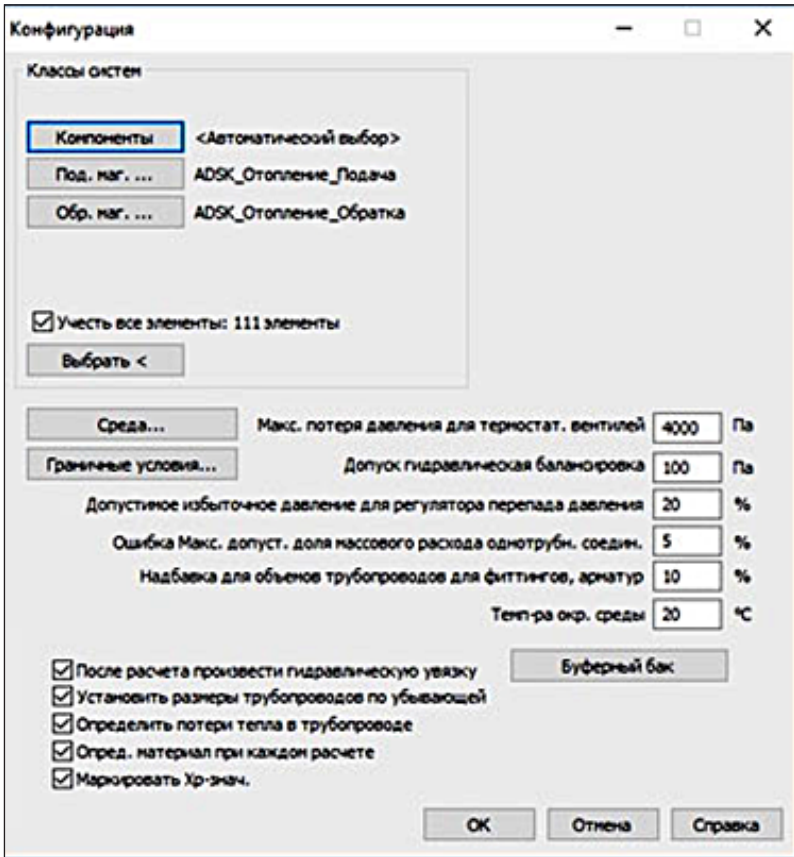 Конфигурация
Классы систем
Компоненты <Автоматический выбор>
Под. маг. ... ADSK_Отопление_Подача
Обр. маг. ... ADSK_Отопление_Обратка
Учесть все элементы: 111 элементы
Выбрать <
Среда... Макс. потеря давления для термостат. вентилей 4000 Па
Граничные условия... Допуск гидравлическая балансировка 100 Па
Допустимое избыточное давление для регулятора перепада давления 20 %
Ошибка Макс. допуст. доля массового расхода однотрубн. соедин. 5 %
Надбавка для объемов трубопроводов для фиттингов, арматур 10 %
Темп-ра окр. среды 20 °C
После расчета произвести гидравлическую увязку Буферный бак
Установить размеры трубопроводов по убывающей
Определить потери тепла в трубопроводе
Опред. материал при каждом расчете
Маркировать Xp-знач.
OK Отмена Справка